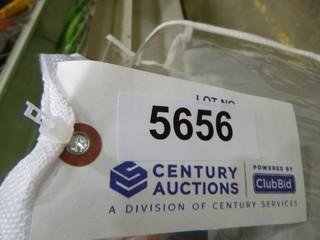 LOT NO.
5656
CENTURY
AUCTIONS
POWERED BY
ClubBid
A DIVISION OF CENTURY SERVICES